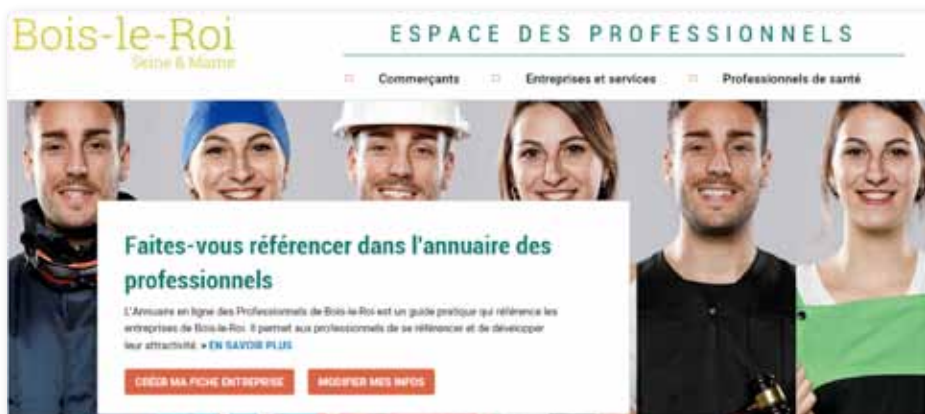 Bois-le-Roi
Seine & Marne
ESPACE DES PROFESSIONNELS
Commerçants Entreprises et services Professionnels de santé
Faites-vous référencer dans l'annuaire des
professionnels
L'Annuaire en ligne des Professionnels de Bois-le-Roi est un guide pratique qui référence les
entreprises de Bois-le-Roi. Il permet aux professionnels de se référencer et de développer
leur attractivité. » EN SAVOIR PLUS
CRÉER MA FICHE ENTREPRISE MODIFIER MES INFOS